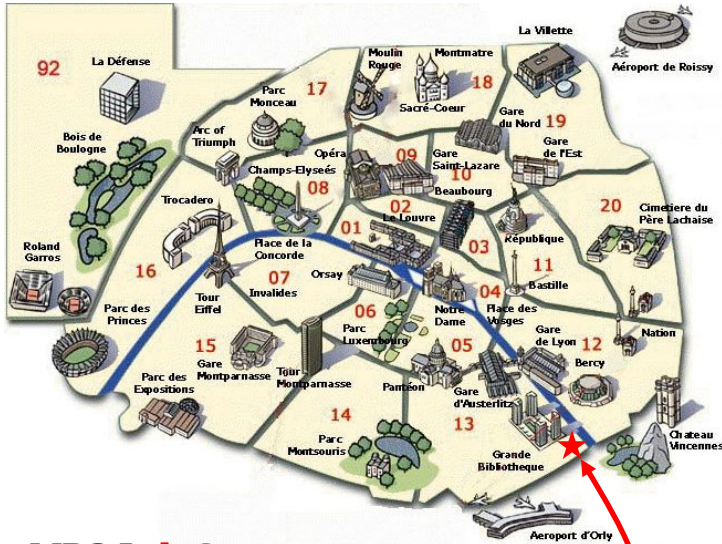 La Villette
Aéroport de Roissy
92
La Défense
Moulin
Rouge
Montmatre
17
18
Parc
Monceau
Sacré-Coeur
Gare
du Nord
19
Bois de
Boulogne
Arc of
Triumph
Opéra
09
Gare
Saint-Lazare
Gare
de l'Est
Champs-Elyseés
08
10
Beaubourg
Trocadero
02
Le Louvre
20
Cimetiere du
Père Lachaise
01
République
03
Place de la
Concorde
Roland
Garros
16
07
Invalides
Orsay
11
Bastille
04
Tour
Eiffel
Parc des
Princes
06
Notre
Dame
Place des
Vosges
Parc
Luxembourg
Gare
de Lyon
12
Nation
15
05
Bercy
Gare
Montparnasse
Tour
Montparnasse
Pantéon
Parc des
Expositions
Gare
d'Austerlitz
14
13
Parc
Montsouris
Grande
Bibliotheque
Chateau
Vincennes
Aeroport d'Orly